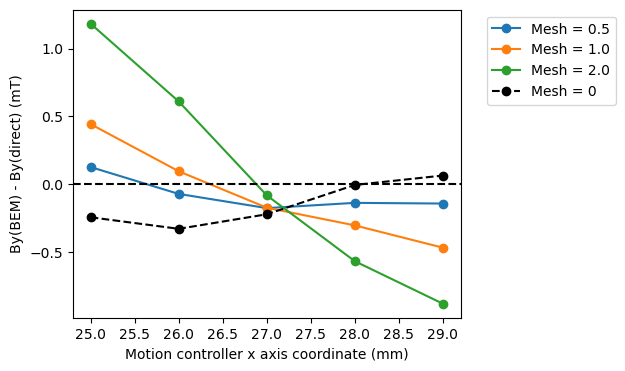 By(BEM) - By(direct) (mT)
1.0
0.5
0.0
−0.5
25.0 25.5 26.0 26.5 27.0 27.5 28.0 28.5 29.0
Motion controller x axis coordinate (mm)
Mesh = 0.5
Mesh = 1.0
Mesh = 2.0
Mesh = 0